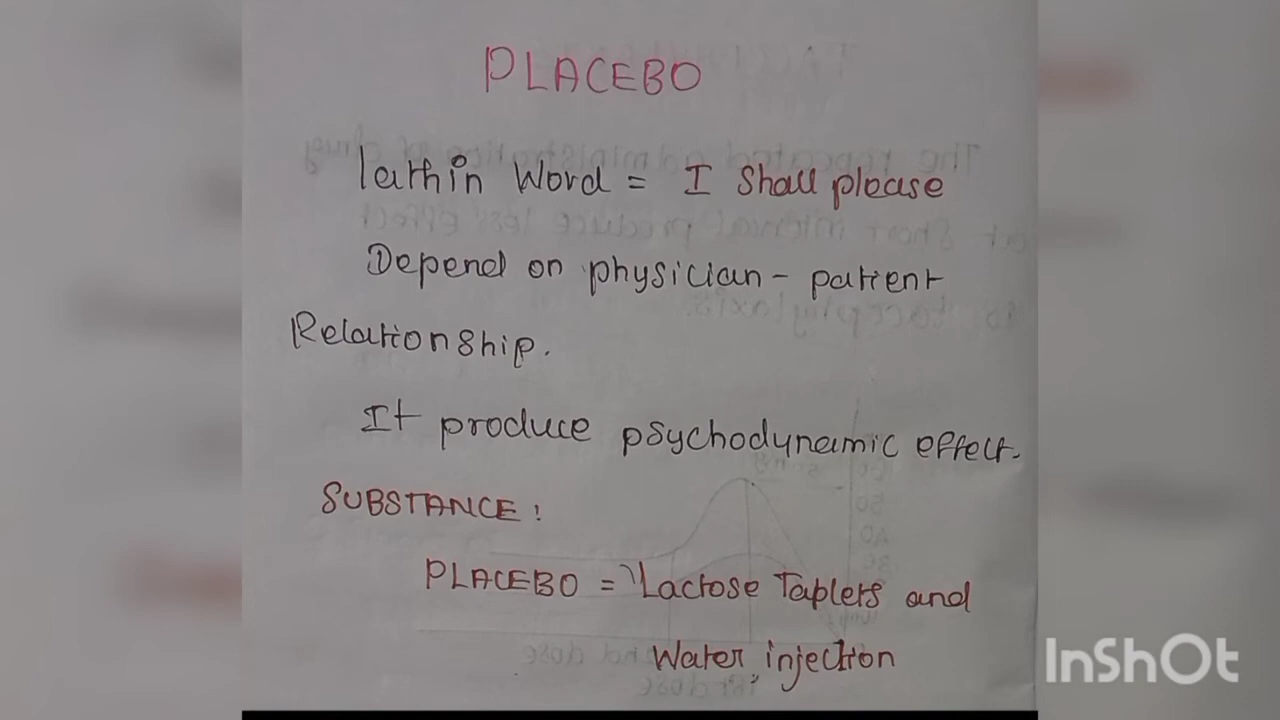 PLACEBO
lathin Word = I Shall please
Depend on physician - patient
Relationship.
It produce psychodynamic effect.
SUBSTANCE :
PLACEBO = Lactose Taplets and
Water, injection
InShOt